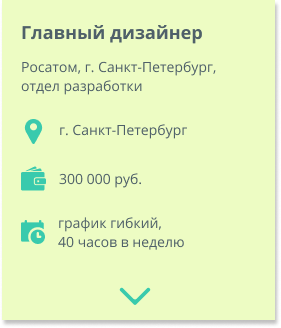 Главный дизайнер
Росатом, г. Санкт-Петербург,
отдел разработки
г. Санкт-Петербург
300 000 руб.
график гибкий,
40 часов в неделю